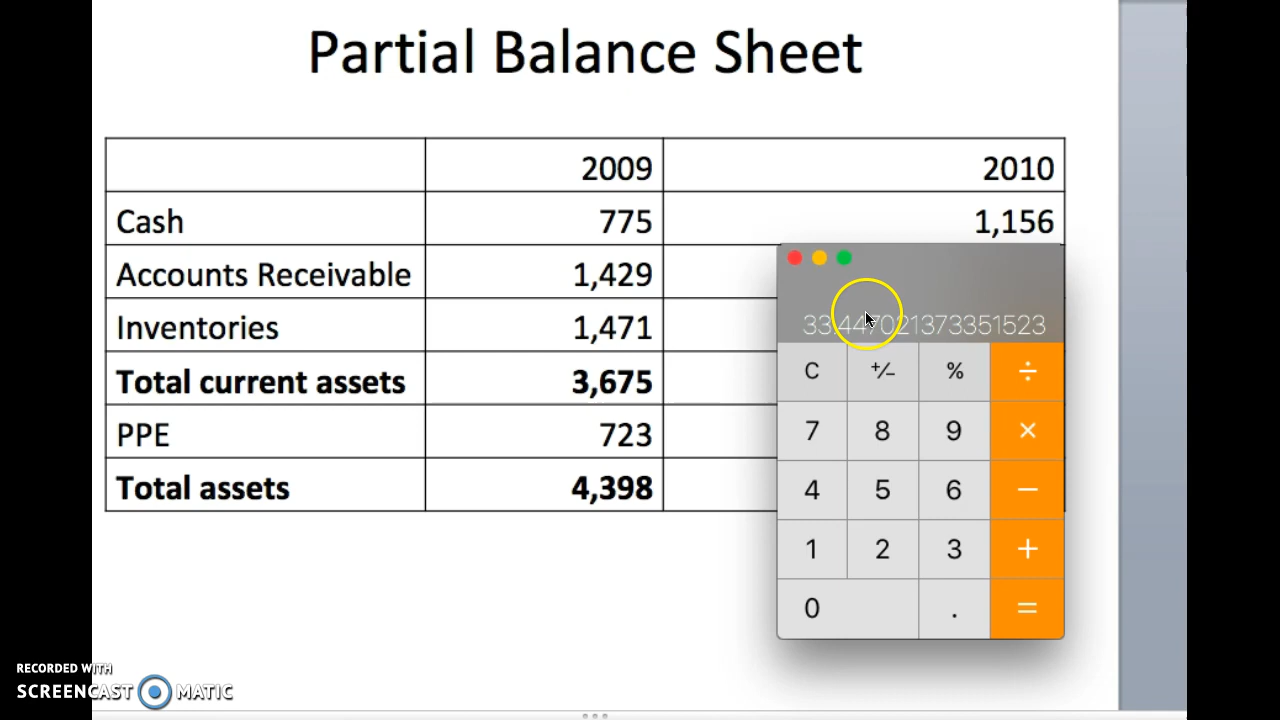 Partial Balance Sheet
2009 2010
Cash 775 1,156
Accounts Receivable 1,429
Inventories 1,471
Total current assets 3,675
PPE 723
Total assets 4,398
33.447021373351523
C +/− % ÷
7 8 9 ×
4 5 6 −
1 2 3 +
0 . =
RECORDED WITH
SCREENCAST MATIC